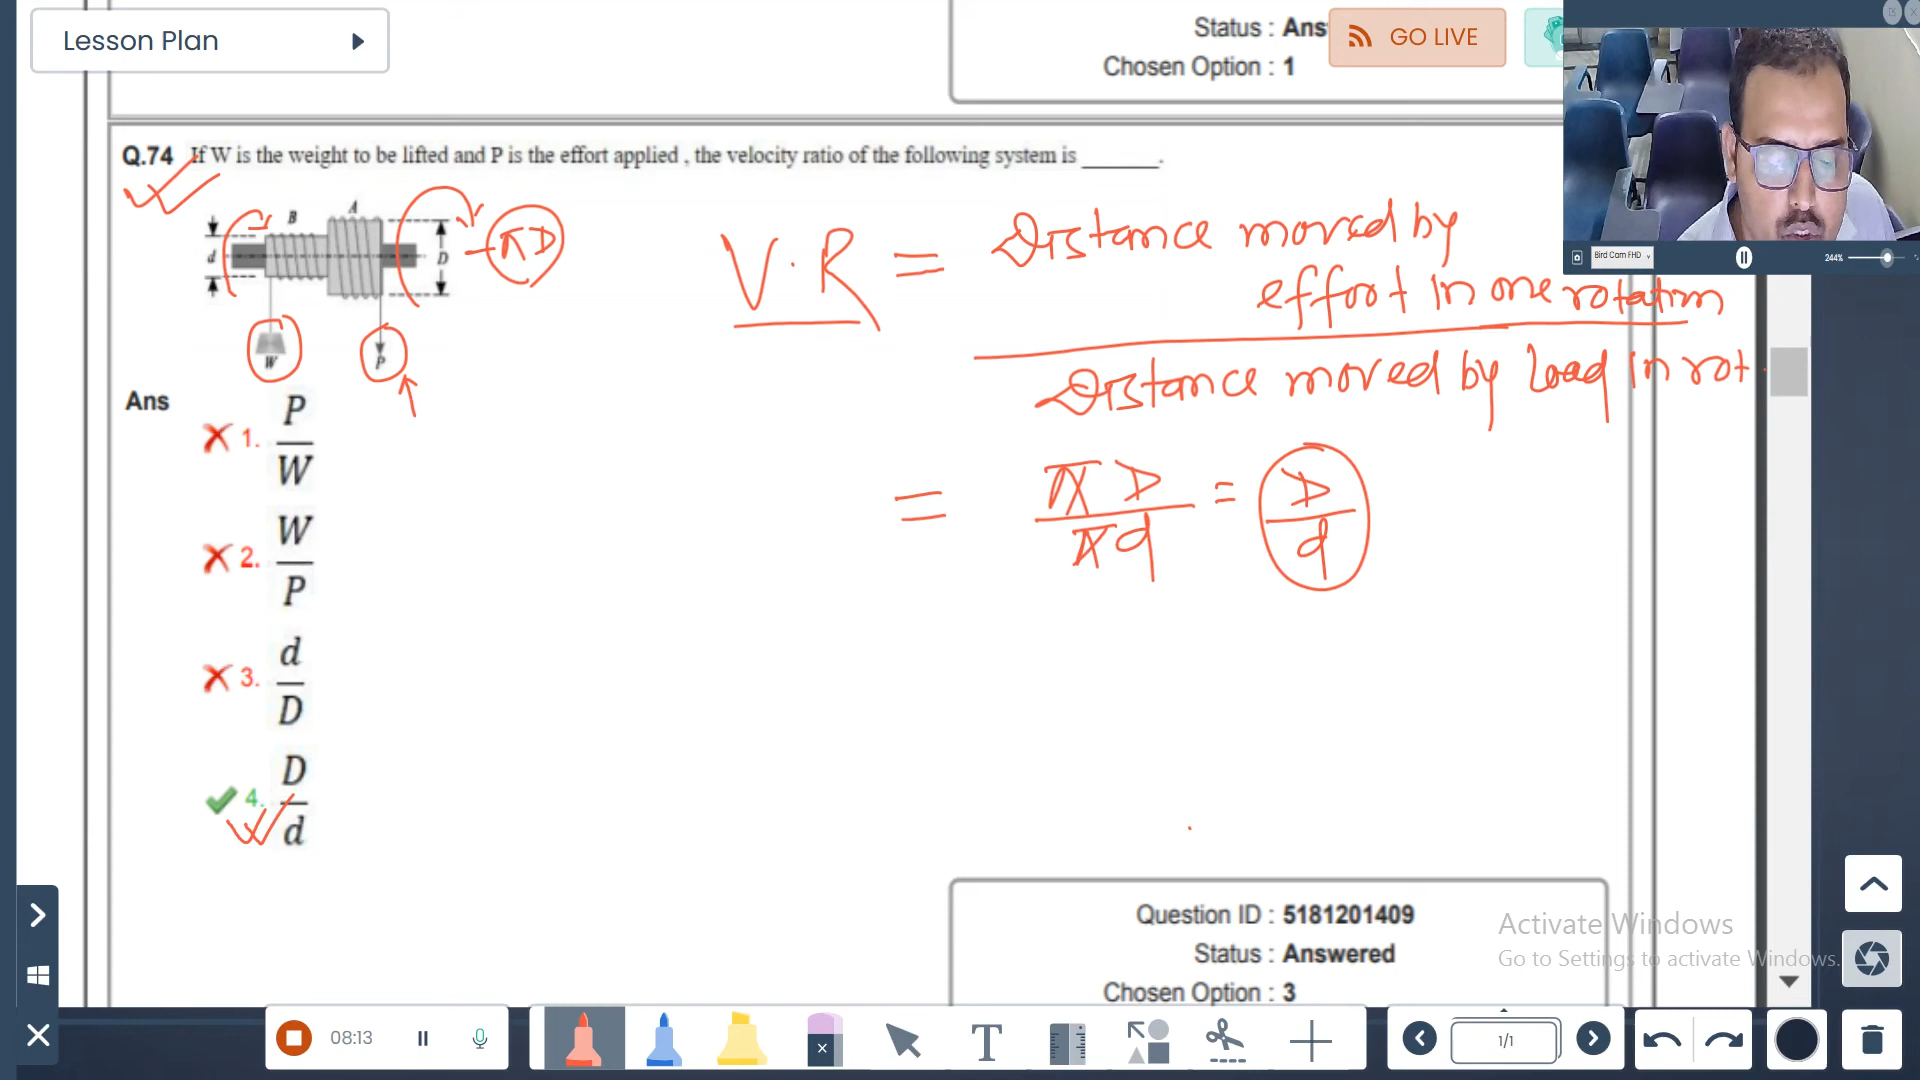 Lesson Plan
Status : Ans
GO LIVE
Chosen Option : 1
Q.74 If W is the weight to be lifted and P is the effort applied , the velocity ratio of the following system is _______.
A
B
d
D
πD
W
P
V.R = Distance moved by
effort in one rotation
Distance moved by load in rot.
= πD = D
πd d
Ans
1. P
W
2. W
P
3. d
D
4. D
d
Bird Cam FHD
244%
Question ID : 5181201409
Status : Answered
Chosen Option : 3
Activate Windows
Go to Settings to activate Windows.
08:13
T
1/1